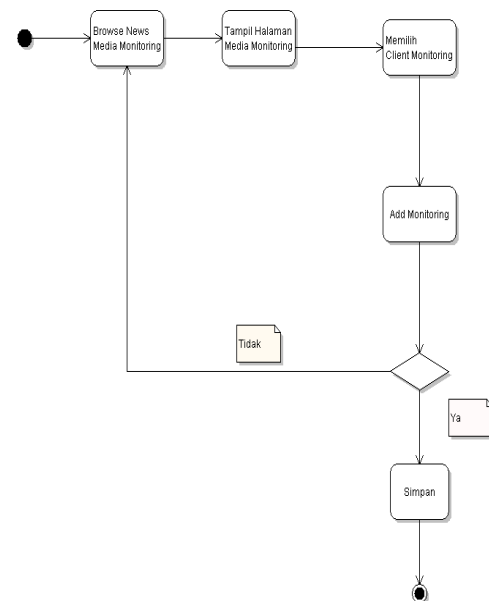 Browse News
Media Monitoring
Tampil Halaman
Media Monitoring
Memilih
Client Monitoring
Add Monitoring
Tidak
Ya
Simpan